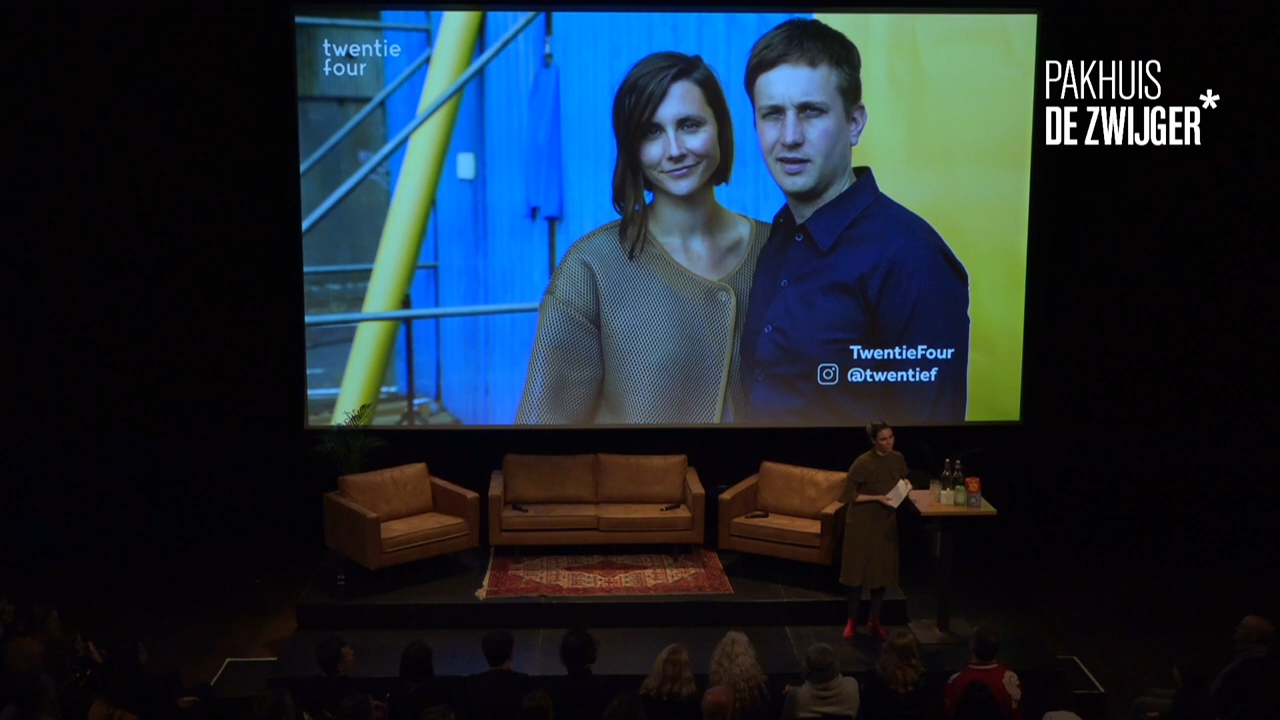 twentie
four
PAKHUIS
DE ZWIJGER*
TwentieFour
@twentief